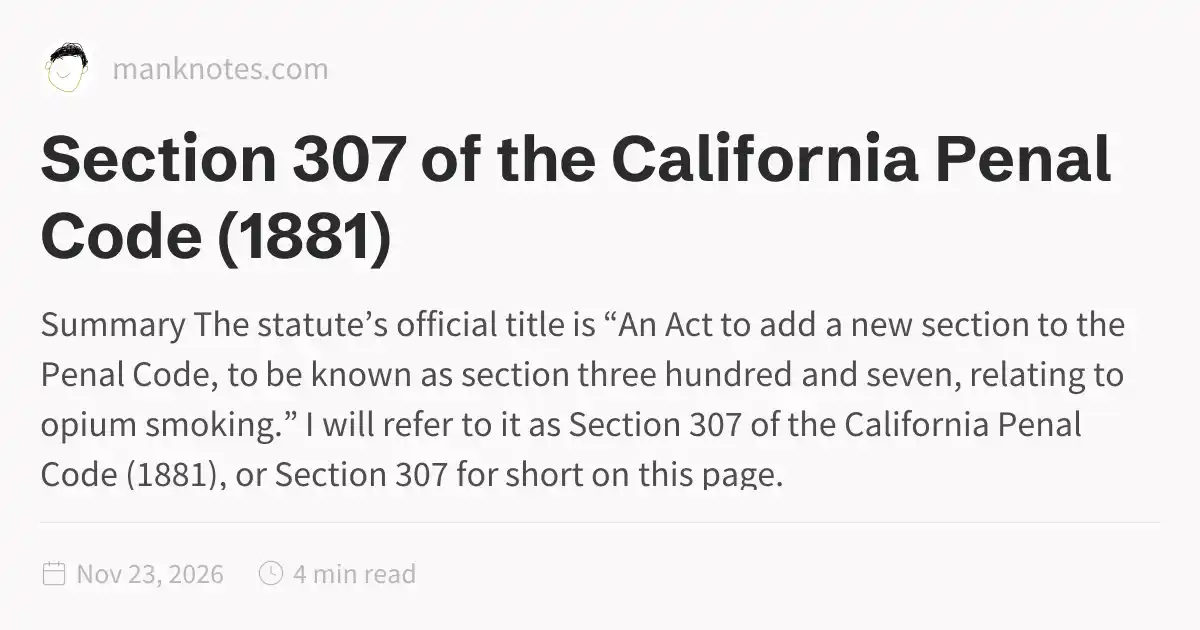 manknotes.com
Section 307 of the California Penal
Code (1881)
Summary The statute’s official title is “An Act to add a new section to the
Penal Code, to be known as section three hundred and seven, relating to
opium smoking.” I will refer to it as Section 307 of the California Penal
Code (1881), or Section 307 for short on this page.
Nov 23, 2026 4 min read